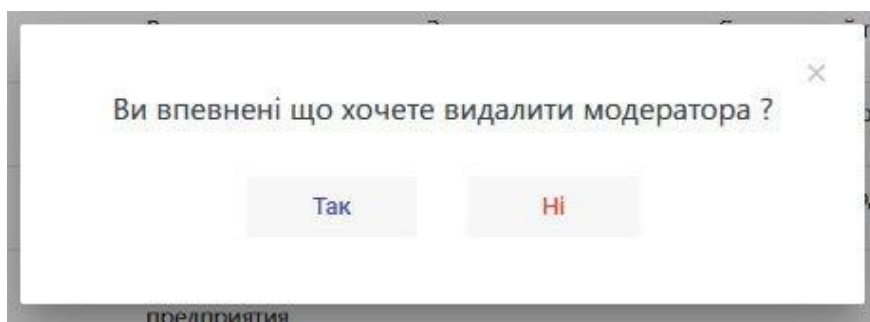 Ви впевнені що хочете видалити модератора ?
Так
Ні
предприятия